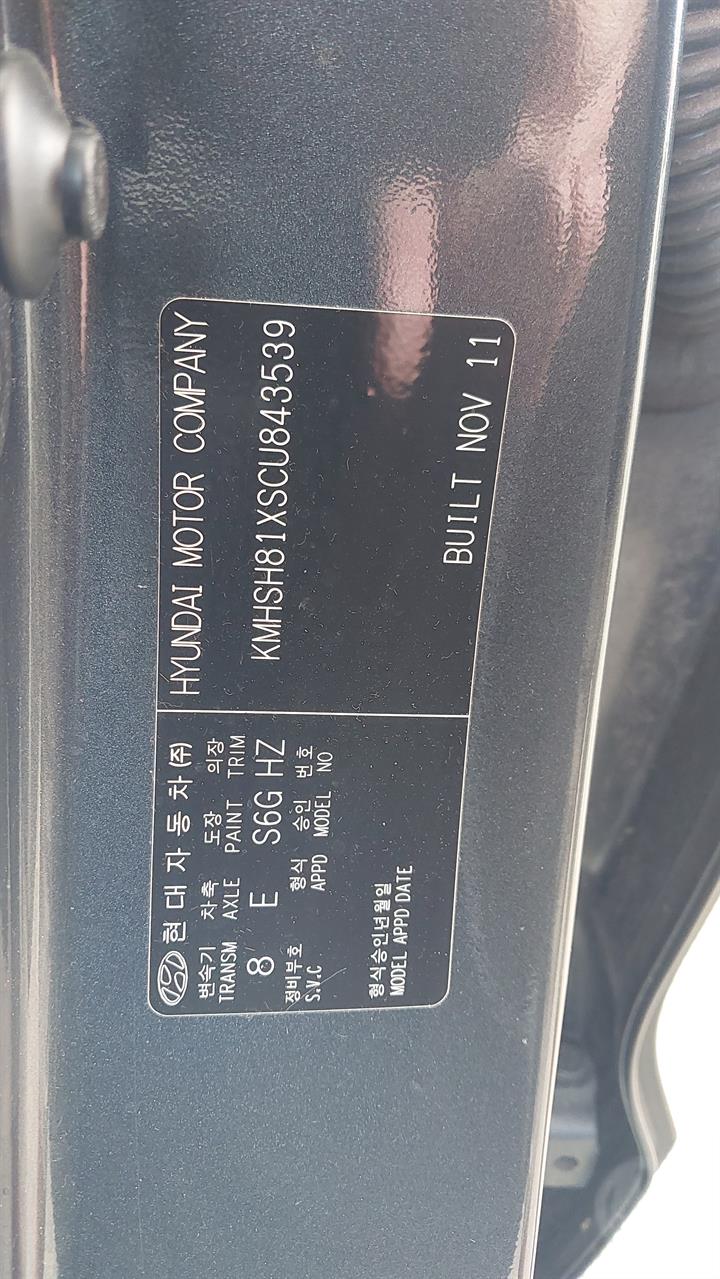 현대자동차(주)
변속기 차축 도장 의장
TRANSM AXLE PAINT TRIM
8 E S6G HZ
정비부호 형식 승인 번호
S.V.C APPD MODEL NO
형식승인년월일
MODEL APPD DATE
HYUNDAI MOTOR COMPANY
KMHSH81XSCU843539
BUILT NOV 11